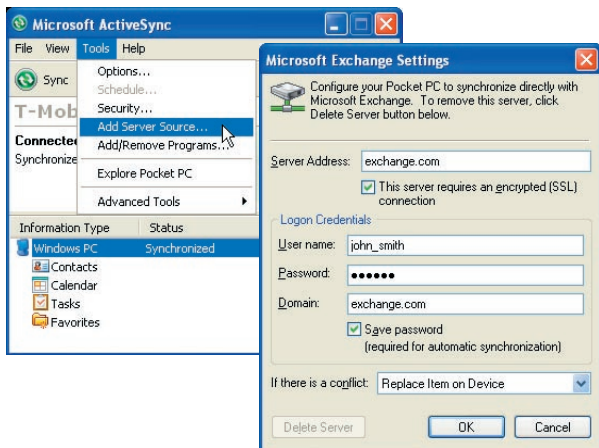 Microsoft ActiveSync
File View Tools Help
Sync
T-Mob
Connected
Synchronize
Options...
Schedule...
Security...
Add Server Source...
Add/Remove Programs...
Explore Pocket PC
Advanced Tools
Information Type Status
Windows PC Synchronized
Contacts
Calendar
Tasks
Favorites
Microsoft Exchange Settings
Configure your Pocket PC to synchronize directly with
Microsoft Exchange. To remove this server, click
Delete Server button below.
Server Address: exchange.com
This server requires an encrypted (SSL)
connection
Logon Credentials
User name: john_smith
Password: ●●●●●●
Domain: exchange.com
Save password
(required for automatic synchronization)
If there is a conflict: Replace Item on Device
Delete Server OK Cancel